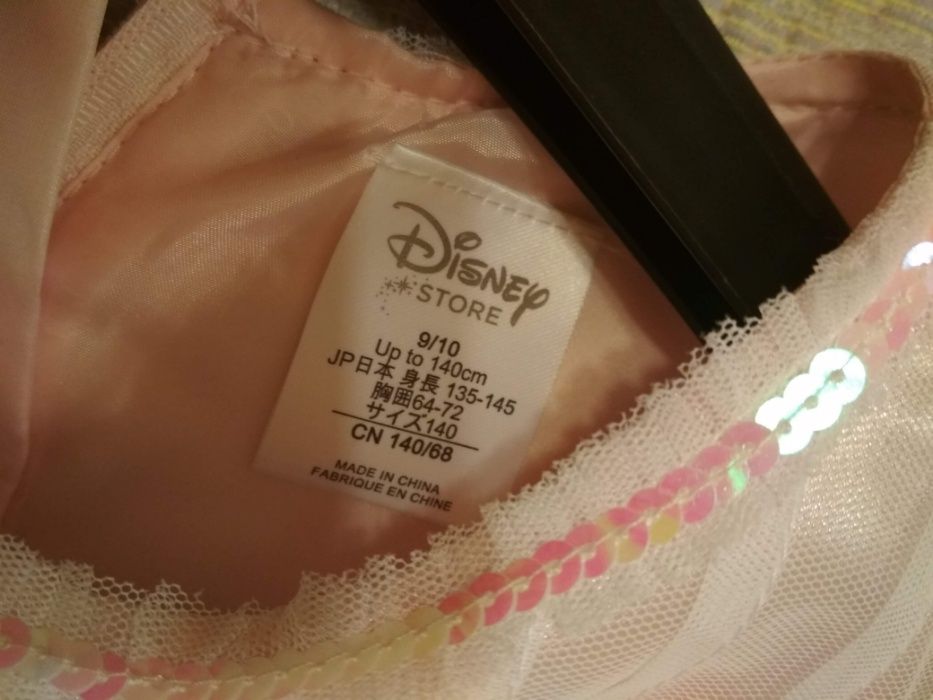 Disney
STORE
9/10
Up to 140cm
JP日本 身長 135-145
胸囲64-72
サイズ140
CN 140/68
MADE IN CHINA
FABRIQUE EN CHINE